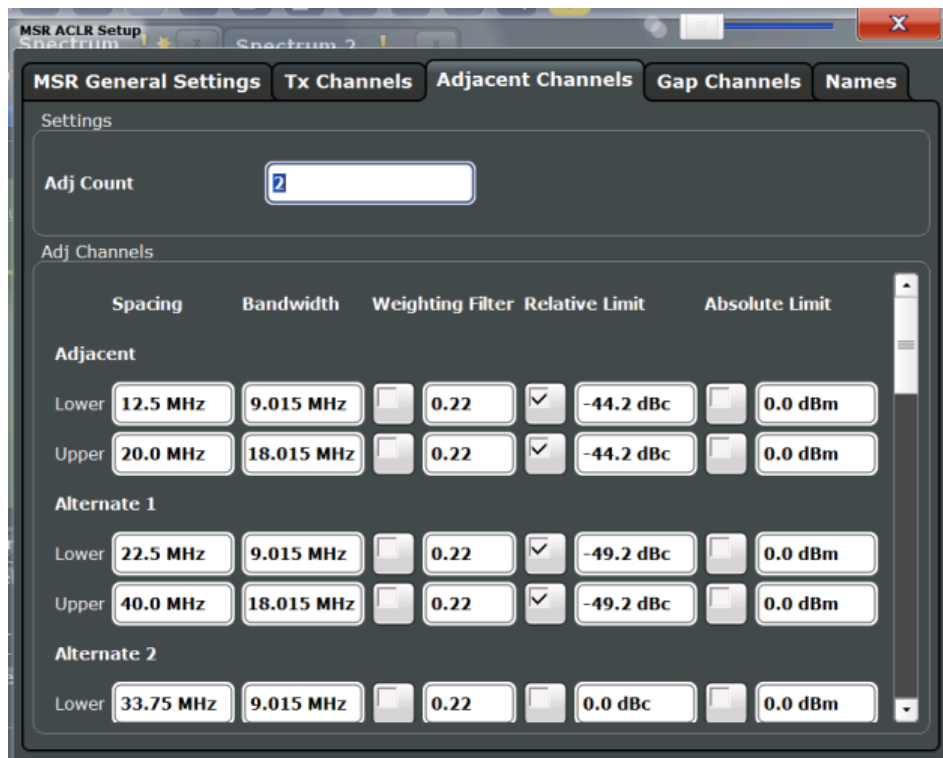 MSR ACLR Setup
Spectrum
Spectrum 2
MSR General Settings Tx Channels Adjacent Channels Gap Channels Names
Settings
Adj Count 2
Adj Channels
Spacing Bandwidth Weighting Filter Relative Limit Absolute Limit
Adjacent
Lower 12.5 MHz 9.015 MHz 0.22 -44.2 dBc 0.0 dBm
Upper 20.0 MHz 18.015 MHz 0.22 -44.2 dBc 0.0 dBm
Alternate 1
Lower 22.5 MHz 9.015 MHz 0.22 -49.2 dBc 0.0 dBm
Upper 40.0 MHz 18.015 MHz 0.22 -49.2 dBc 0.0 dBm
Alternate 2
Lower 33.75 MHz 9.015 MHz 0.22 0.0 dBc 0.0 dBm